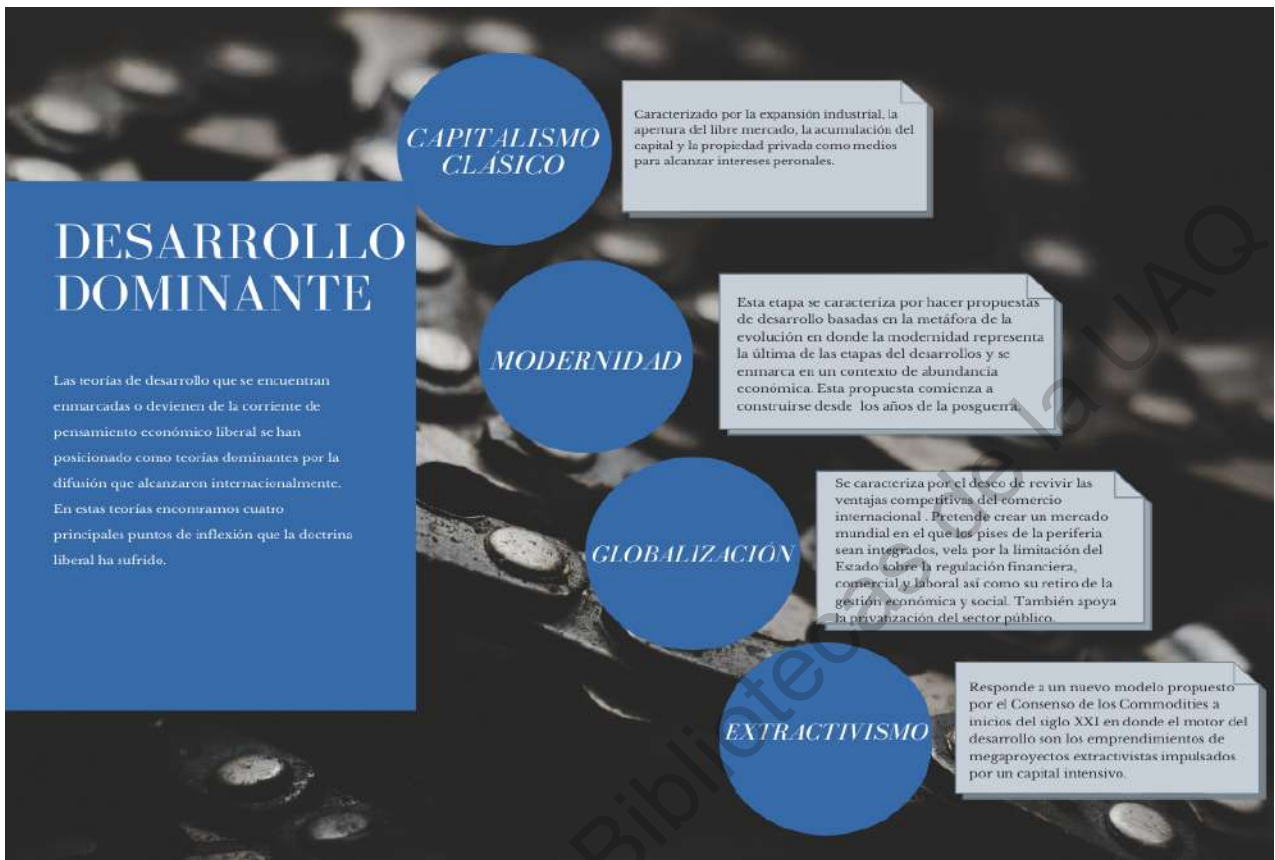 DESARROLLO
DOMINANTE
Las teorías de desarrollo que se encuentran
enmarcadas o devienen de la corriente de
pensamiento económico liberal se han
posicionado como teorías dominantes por la
difusión que alcanzaron internacionalmente.
En estas teorías encontramos cuatro
principales puntos de inflexión que la doctrina
liberal ha sufrido.
CAPITALISMO
CLÁSICO
Caracterizado por la expansión industrial, la
apertura del libre mercado, la acumulación del
capital y la propiedad privada como medios
para alcanzar intereses peronales.
MODERNIDAD
Esta etapa se caracteriza por hacer propuestas
de desarrollo basadas en la metáfora de la
evolución en donde la modernidad representa
la última de las etapas del desarrollos y se
enmarca en un contexto de abundancia
económica. Esta propuesta comienza a
construirse desde los años de la posguerra.
GLOBALIZACIÓN
Se caracteriza por el deseo de revivir las
ventajas competitivas del comercio
internacional . Pretende crear un mercado
mundial en el que los pises de la periferia
sean integrados, vela por la limitación del
Estado sobre la regulación financiera,
comercial y laboral así como su retiro de la
gestión económica y social. También apoya
la privatización del sector público.
EXTRACTIVISMO
Responde a un nuevo modelo propuesto
por el Consenso de los Commodities a
inicios del siglo XXI en donde el motor del
desarrollo son los emprendimientos de
megaproyectos extractivistas impulsados
por un capital intensivo.
Bibliotecas de la UAQ